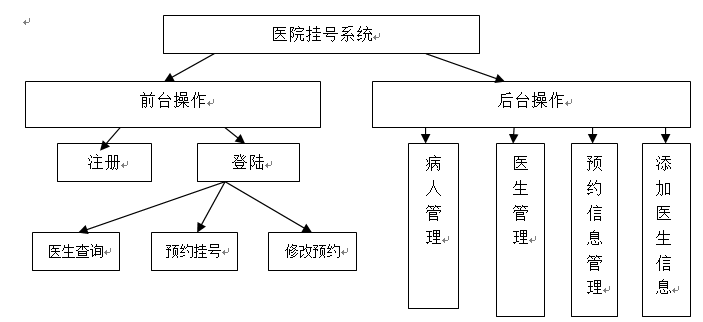 医院挂号系统
前台操作
后台操作
注册
登陆
医生查询
预约挂号
修改预约
病人管理
医生管理
预约信息管理
添加医生信息